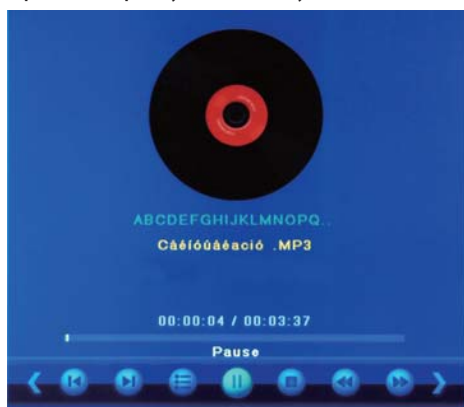 ABCDEFGHIJKLMNOPQ..
Câéíóúâéació .MP3
00:00:04 / 00:03:37
Pause